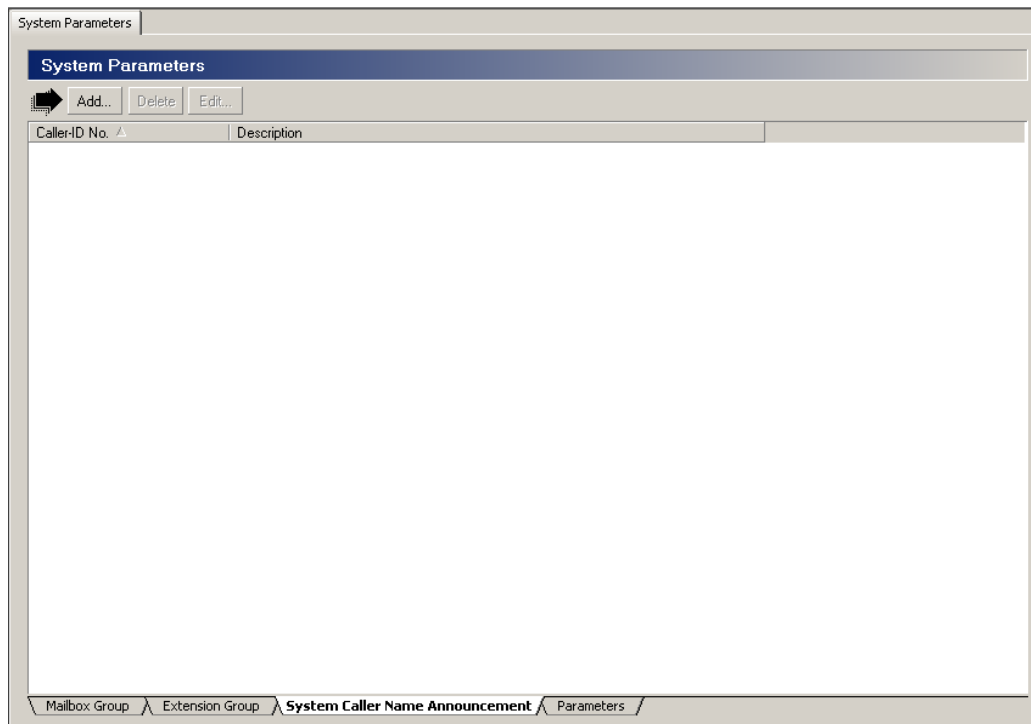 System Parameters
System Parameters
Add... Delete Edit...
Caller-ID No. Description
Mailbox Group Extension Group System Caller Name Announcement Parameters